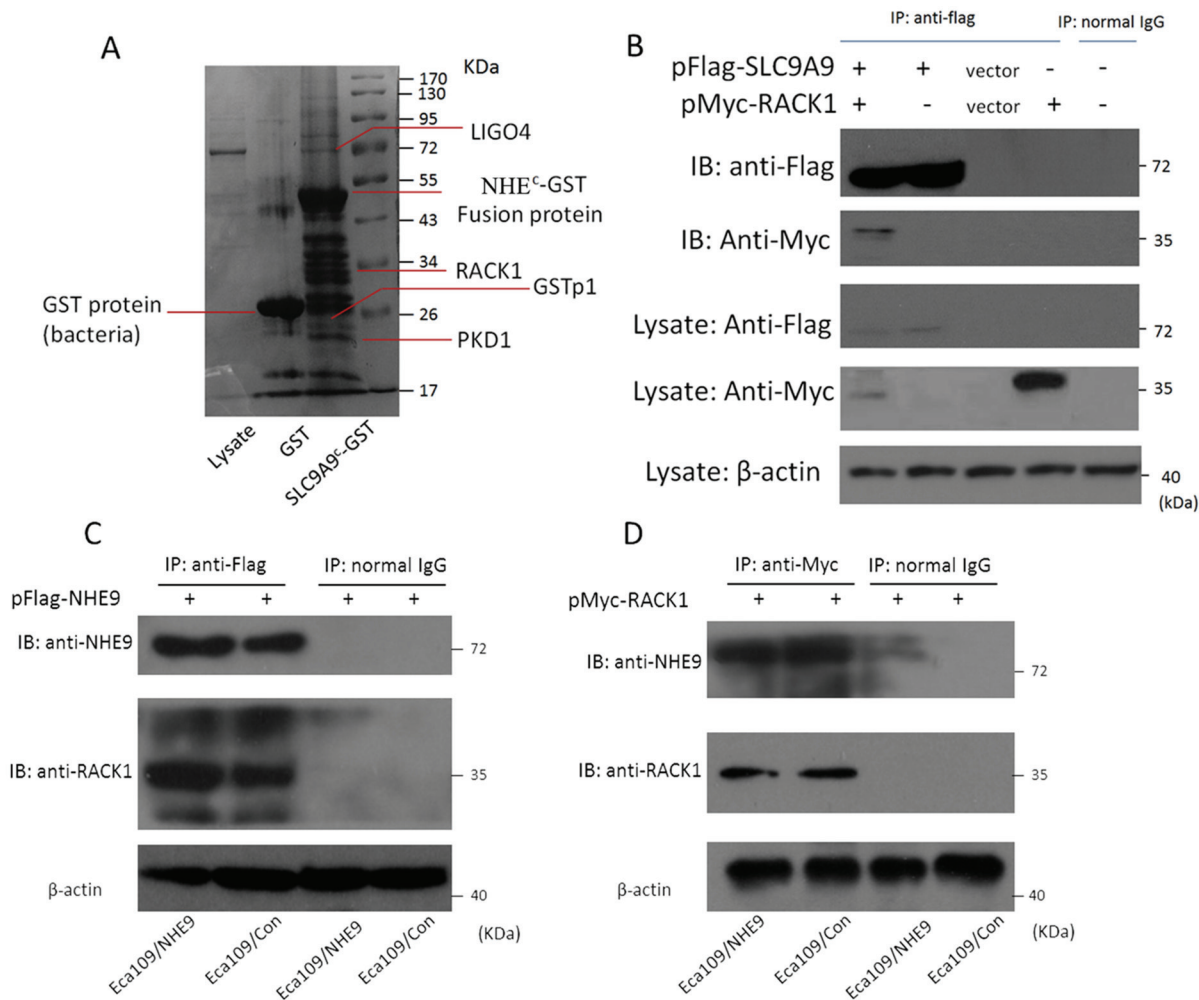 A
KDa
170
130
95
72
55
43
34
26
17
LIGO4
NHEᶜ-GST
Fusion protein
RACK1
GSTp1
PKD1
GST protein
(bacteria)
Lysate
GST
SLC9A9ᶜ-GST
B
IP: anti-flag
IP: normal IgG
pFlag-SLC9A9 + + vector - -
pMyc-RACK1 + - vector + -
IB: anti-Flag
72
IB: Anti-Myc
35
Lysate: Anti-Flag
72
Lysate: Anti-Myc
35
Lysate: β-actin
40
(kDa)
C
IP: anti-Flag
IP: normal IgG
pFlag-NHE9 + + + +
IB: anti-NHE9
72
IB: anti-RACK1
35
β-actin
40
(KDa)
Eca109/NHE9
Eca109/Con
Eca109/NHE9
Eca109/Con
D
IP: anti-Myc
IP: normal IgG
pMyc-RACK1 + + + +
IB: anti-NHE9
72
IB: anti-RACK1
35
β-actin
40
(KDa)
Eca109/NHE9
Eca109/Con
Eca109/NHE9
Eca109/Con